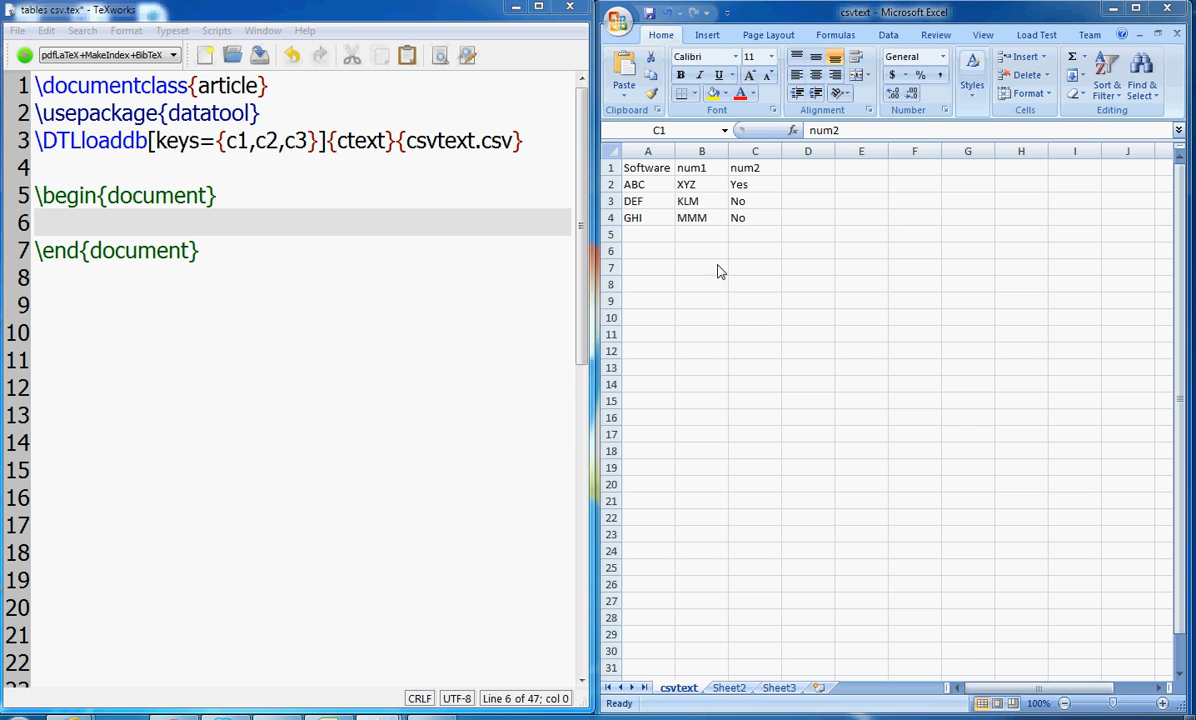 tables csv.tex* - TeXworks
File Edit Search Format Typeset Scripts Window Help
pdfLaTeX+MakeIndex+BibTeX
1 \documentclass{article}
2 \usepackage{datatool}
3 \DTLloaddb[keys={c1,c2,c3}]{ctext}{csvtext.csv}
4
5 \begin{document}
6
7 \end{document}
8
9
10
11
12
13
14
15
16
17
18
19
20
21
22
CRLF UTF-8 Line 6 of 47; col 0
csvtext - Microsoft Excel
Home Insert Page Layout Formulas Data Review View Load Test Team
Paste
Calibri 11
B I U
General
$ % ,
Styles
Insert
Delete
Format
Sort & Filter
Find & Select
Clipboard Font Alignment Number Cells Editing
C1 fx num2
A B C D E F G H I J
1 Software num1 num2
2 ABC XYZ Yes
3 DEF KLM No
4 GHI MMM No
5
6
7
8
9
10
11
12
13
14
15
16
17
18
19
20
21
22
23
24
25
26
27
28
29
30
31
csvtext Sheet2 Sheet3
Ready 100%